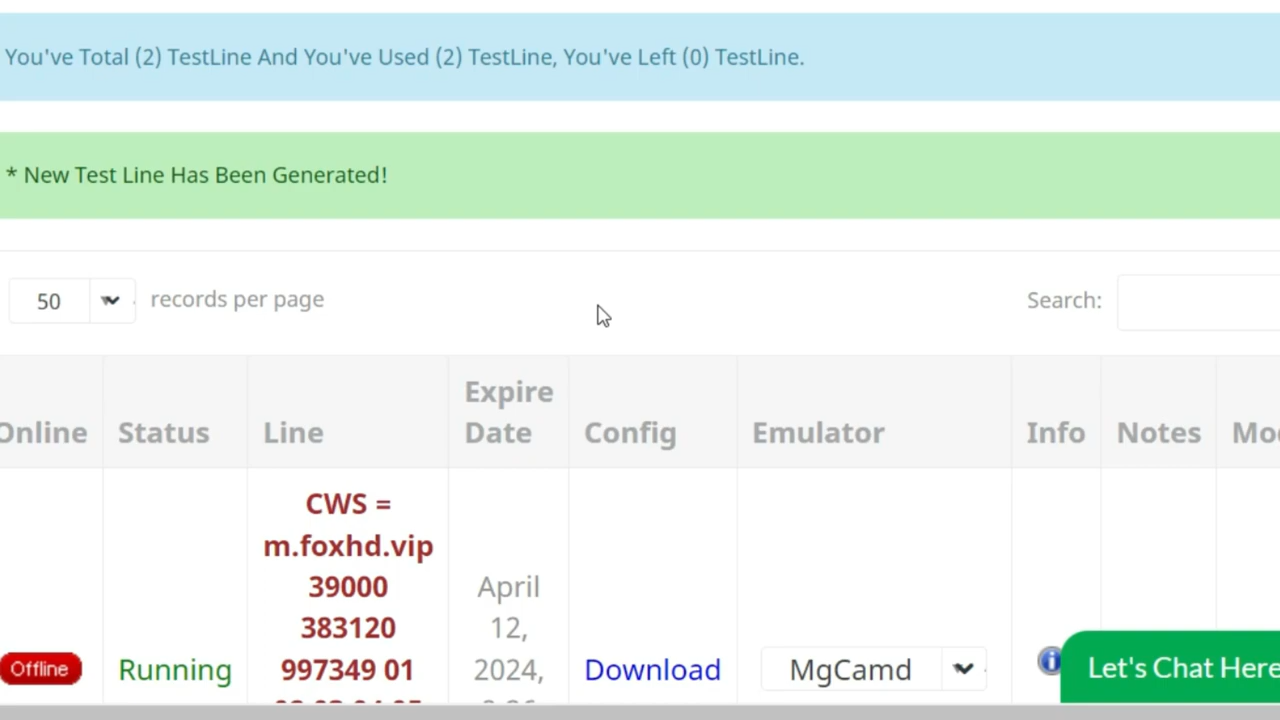 You've Total (2) TestLine And You've Used (2) TestLine, You've Left (0) TestLine.
* New Test Line Has Been Generated!
50 records per page
Search:
Online Status Line Expire Date Config Emulator Info Notes
CWS =
m.foxhd.vip
39000
383120
997349 01
April
12,
2024,
Offline Running Download MgCamd
Let's Chat Here